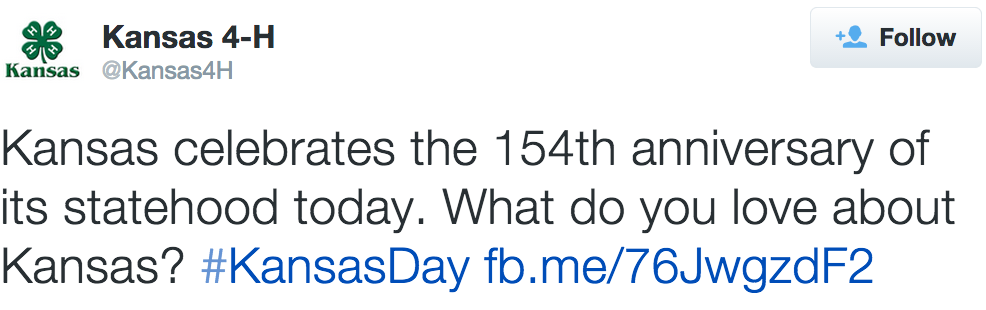 Kansas 4-H
Follow
Kansas
@Kansas4H
Kansas celebrates the 154th anniversary of
its statehood today. What do you love about
Kansas? #KansasDay fb.me/76JwgzdF2